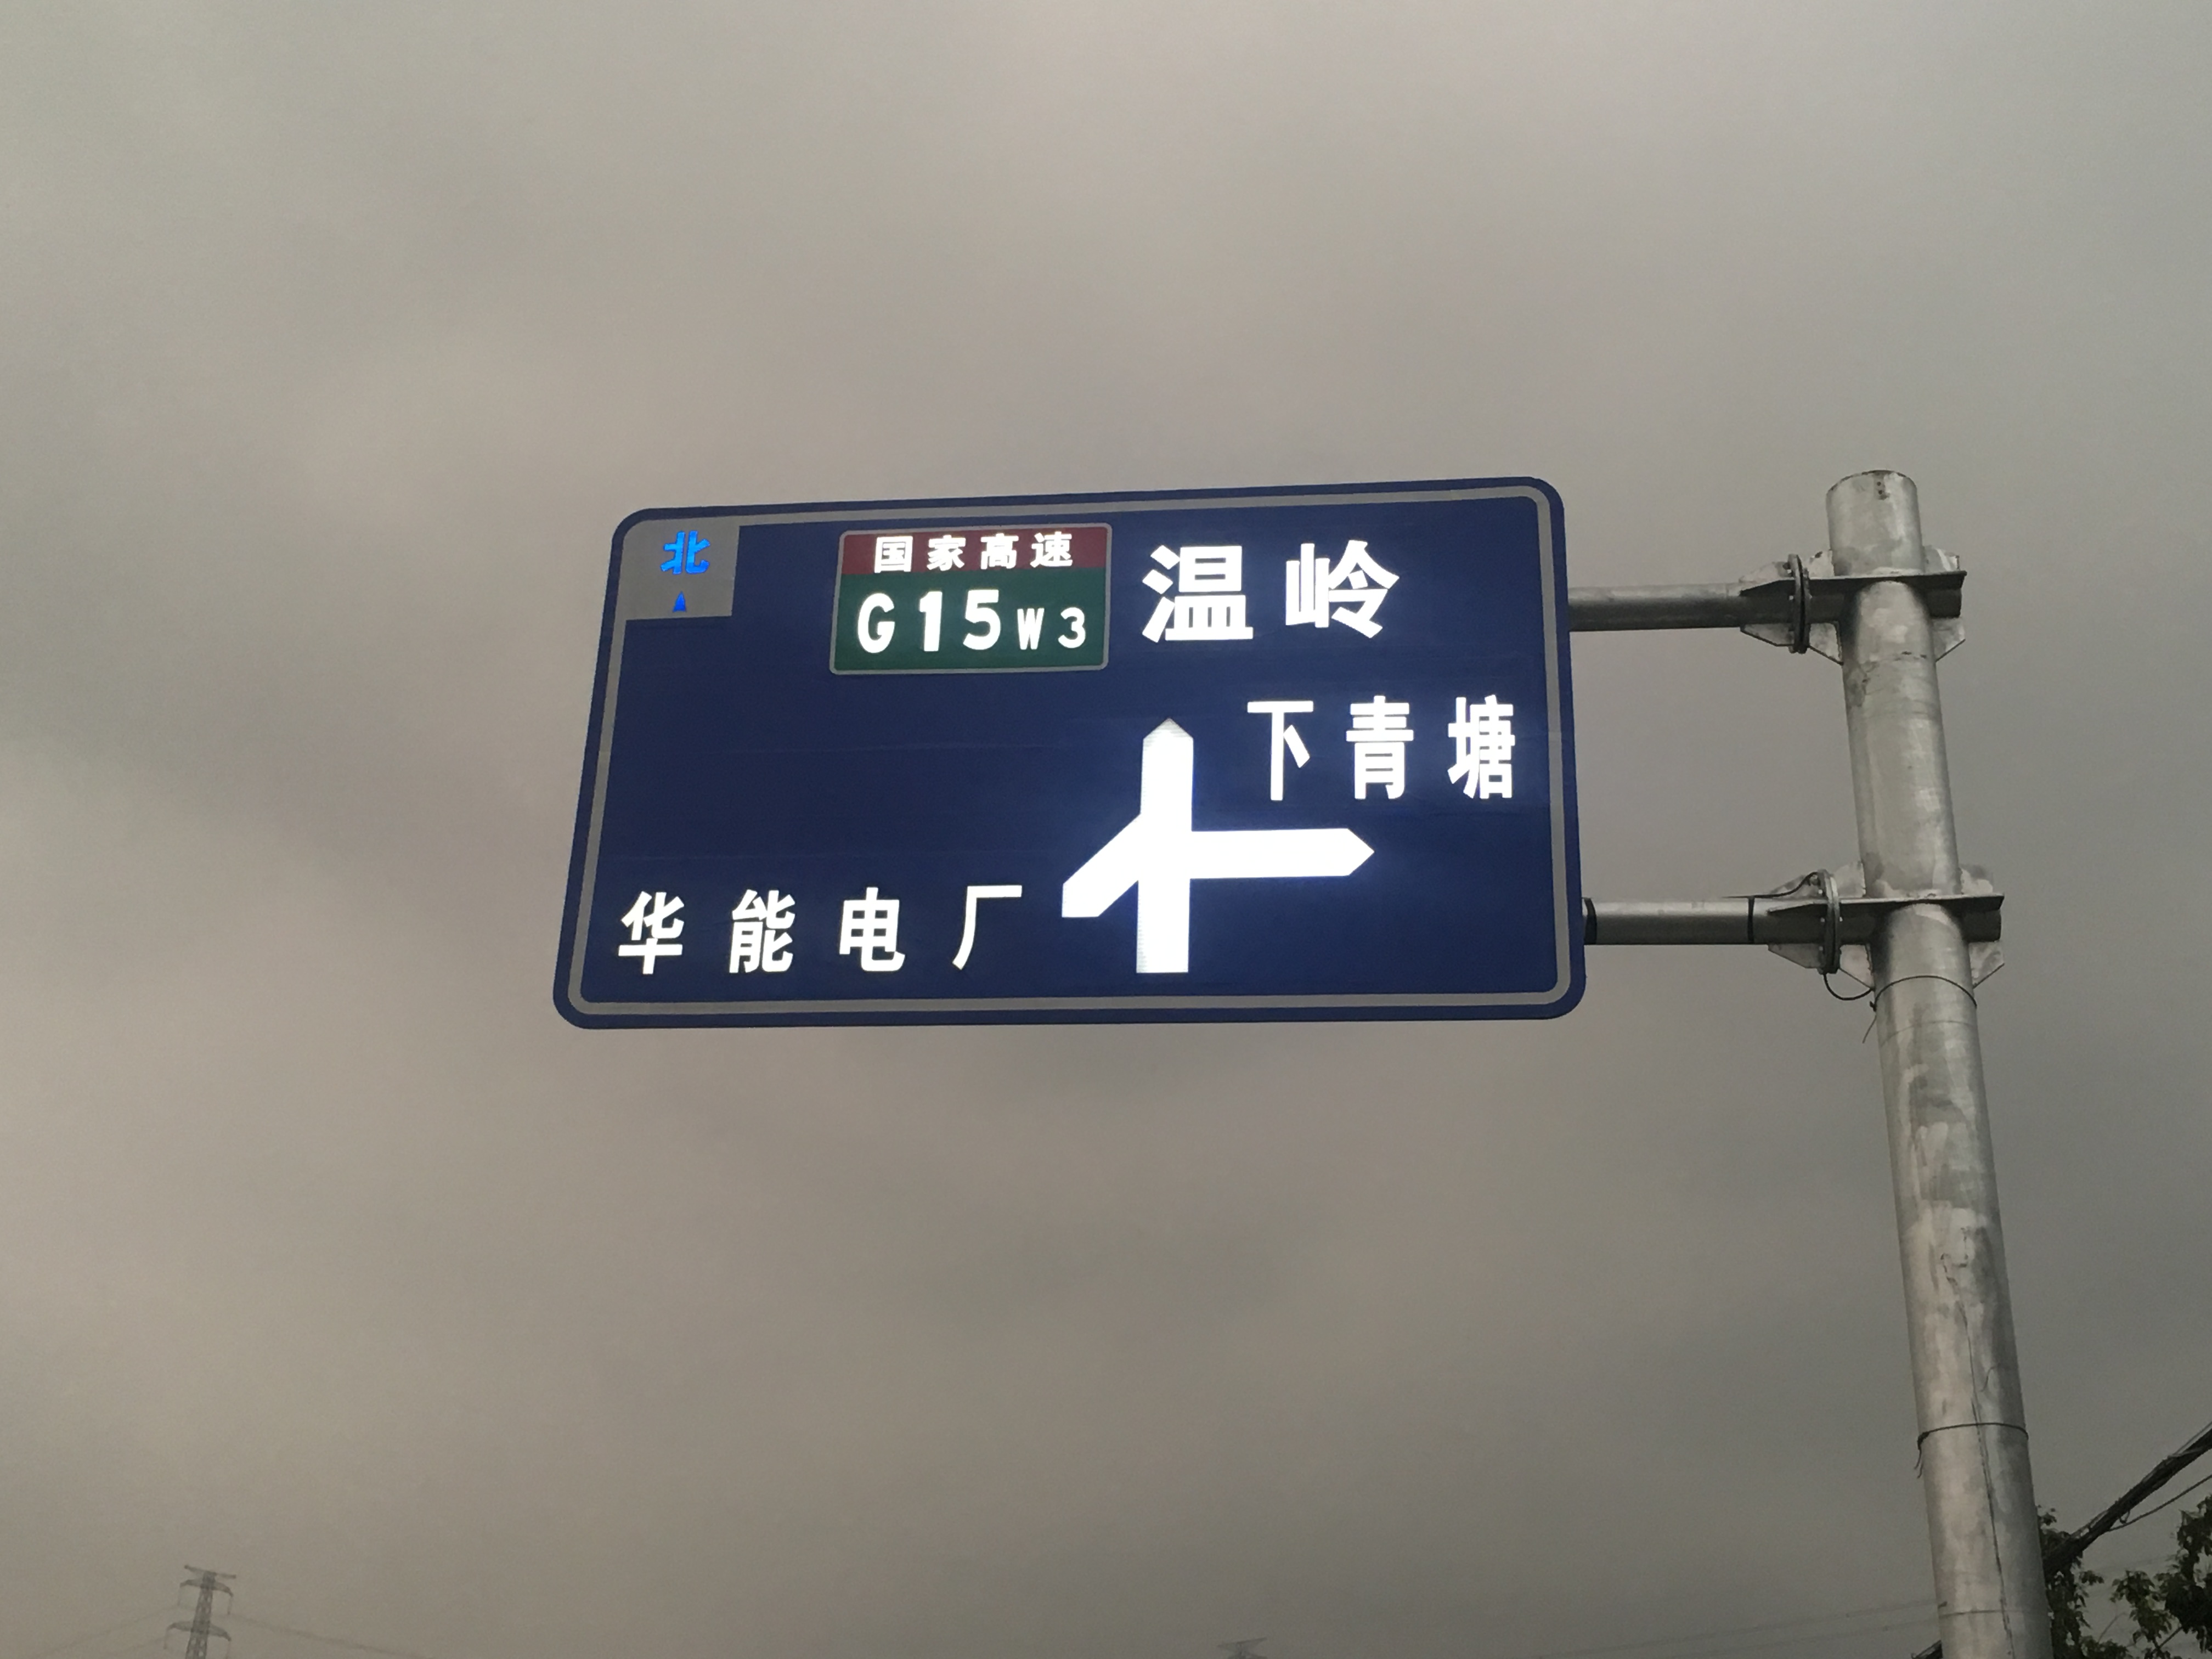 北
国家高速
G15W3
温岭
下青塘
华能电厂